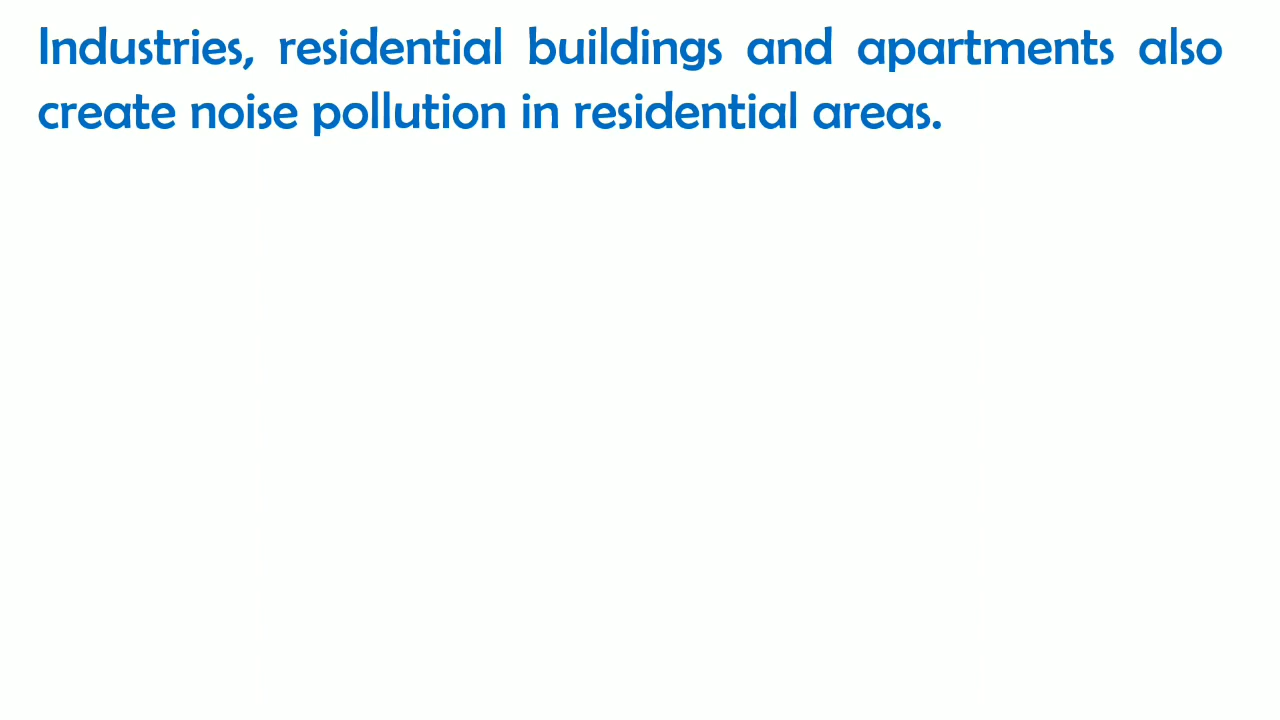 Industries, residential buildings and apartments also
create noise pollution in residential areas.